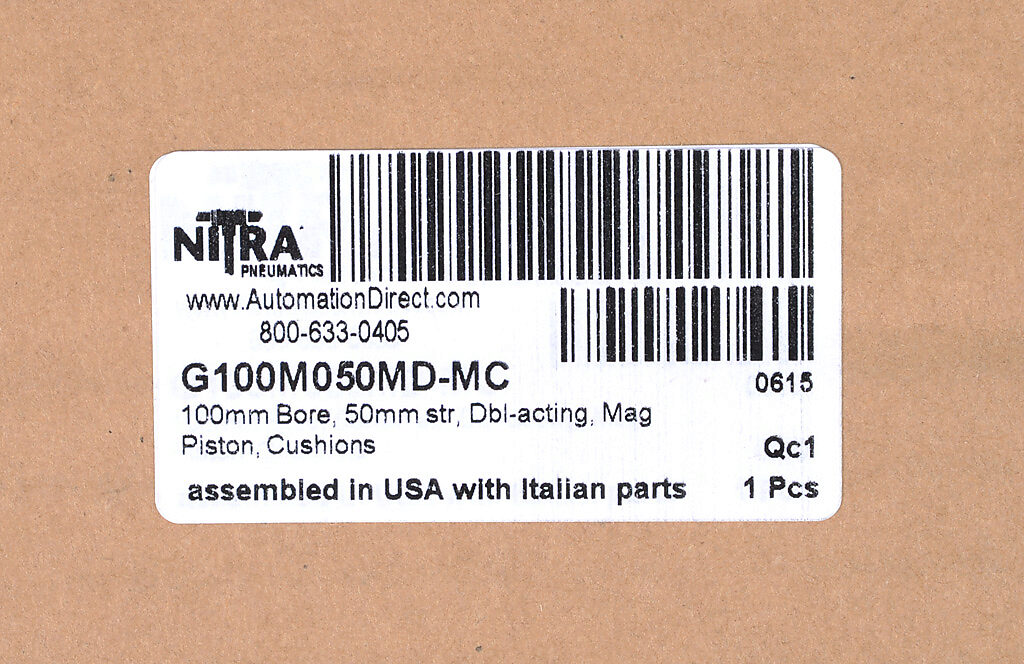 NITRA
PNEUMATICS
www.AutomationDirect.com
800-633-0405
G100M050MD-MC
0615
100mm Bore, 50mm str, Dbl-acting, Mag
Piston, Cushions
Qc1
assembled in USA with Italian parts
1 Pcs